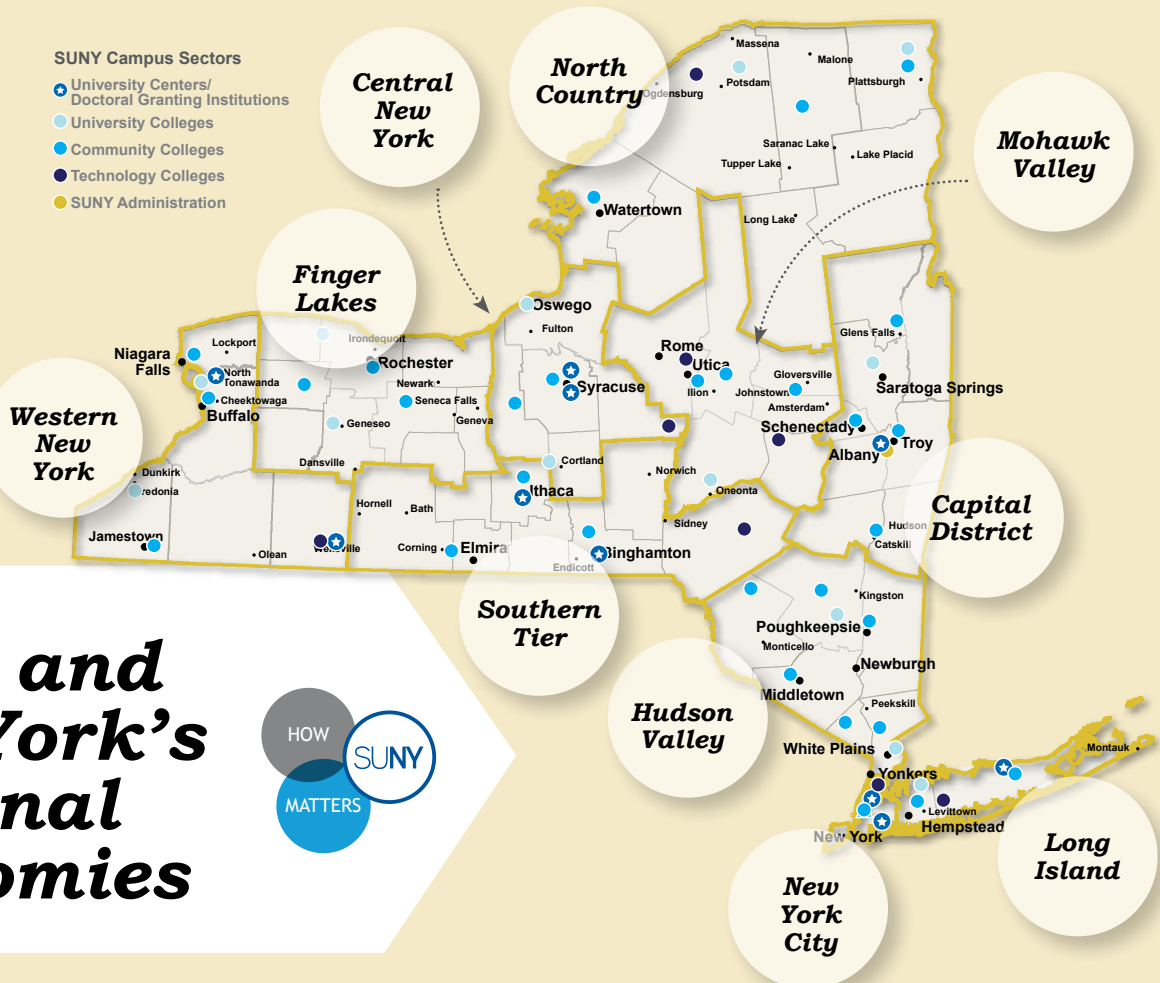 SUNY Campus Sectors
University Centers/
Doctoral Granting Institutions
University Colleges
Community Colleges
Technology Colleges
SUNY Administration
Central
New
York
North
Country
Mohawk
Valley
Finger
Lakes
Western
New
York
Capital
District
Southern
Tier
Hudson
Valley
New
York
City
Long
Island
Massena
Malone
Ogdensburg
Potsdam
Plattsburgh
Saranac Lake
Lake Placid
Tupper Lake
Watertown
Long Lake
Oswego
Fulton
Irondequoit
Rochester
Lockport
Niagara
Falls
North
Tonawanda
Cheektowaga
Buffalo
Newark
Seneca Falls
Geneva
Geneseo
Dansville
Syracuse
Rome
Utica
Ilion
Gloversville
Johnstown
Amsterdam
Glens Falls
Saratoga Springs
Schenectady
Troy
Albany
Dunkirk
redonia
Jamestown
Olean
Wellsville
Hornell
Bath
Corning
Elmira
Cortland
Ithaca
Norwich
Oneonta
Sidney
Binghamton
Endicott
Hudson
Catskill
Kingston
Poughkeepsie
Monticello
Newburgh
Middletown
Peekskill
White Plains
Yonkers
New York
Levittown
Hempstead
Montauk
and
York's
nal
omies
HOW
SUNY
MATTERS